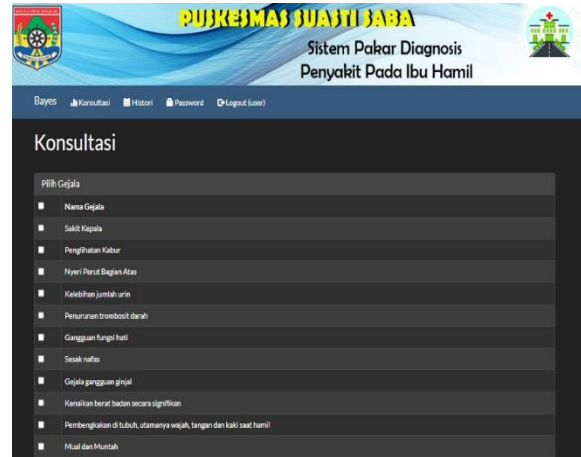 PUSKESMAS SUASTI SABA
Sistem Pakar Diagnosis
Penyakit Pada Ibu Hamil
Bayes Konsultasi Histori Password Logout (user)
Konsultasi
Pilih Gejala
Nama Gejala
Sakit Kepala
Penglihatan Kabur
Nyeri Perut Bagian Atas
Kelebihan jumlah urin
Penurunan trombosit darah
Gangguan fungsi hati
Sesak nafas
Gejala gangguan ginjal
Kenaikan berat badan secara signifikan
Pembengkakan di tubuh, utamanya wajah, tangan dan kaki saat hamil
Mual dan Muntah